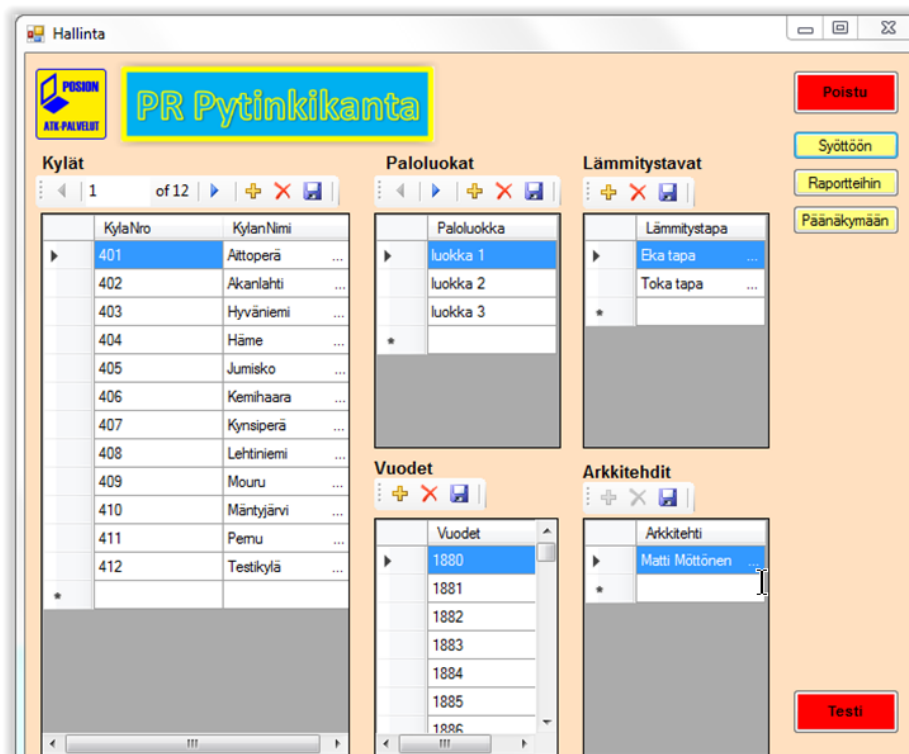 Hallinta
POSION
ATK-PALVELUT
PR Pytinkikanta
Poistu
Syöttöön
Raportteihin
Päänäkymään
Kylät
1 of 12
KylaNro KylanNimi
401 Aittoperä ...
402 Akanlahti ...
403 Hyväniemi ...
404 Häme ...
405 Jumisko ...
406 Kemihaara ...
407 Kynsiperä ...
408 Lehtiniemi ...
409 Mouru ...
410 Mäntyjärvi ...
411 Pernu ...
412 Testikylä ...
Paloluokat
Paloluokka
luokka 1
luokka 2
luokka 3
Lämmitystavat
Lämmitystapa
Eka tapa ...
Toka tapa ...
Vuodet
Vuodet
1880
1881
1882
1883
1884
1885
1886
Arkkitehdit
Arkkitehti
Matti Möttönen ...
Testi